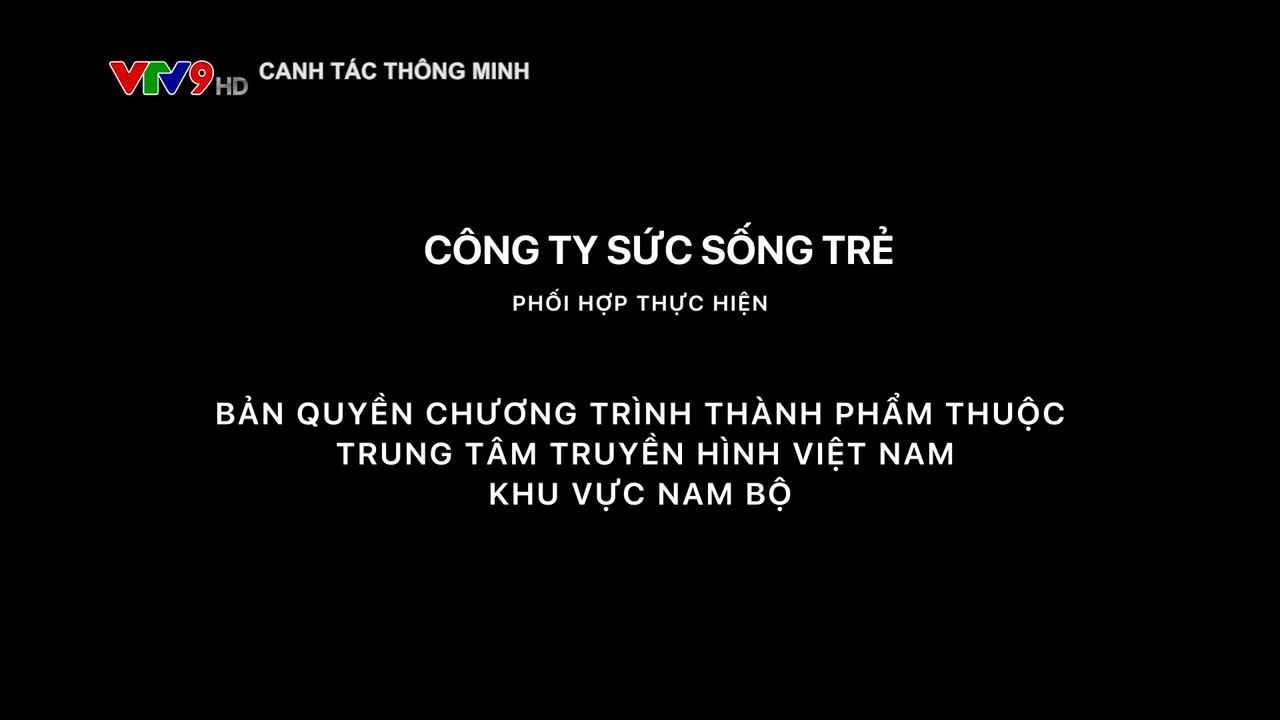 VTV9 HD CANH TÁC THÔNG MINH
CÔNG TY SỨC SỐNG TRẺ
PHỐI HỢP THỰC HIỆN
BẢN QUYỀN CHƯƠNG TRÌNH THÀNH PHẨM THUỘC
TRUNG TÂM TRUYỀN HÌNH VIỆT NAM
KHU VỰC NAM BỘ